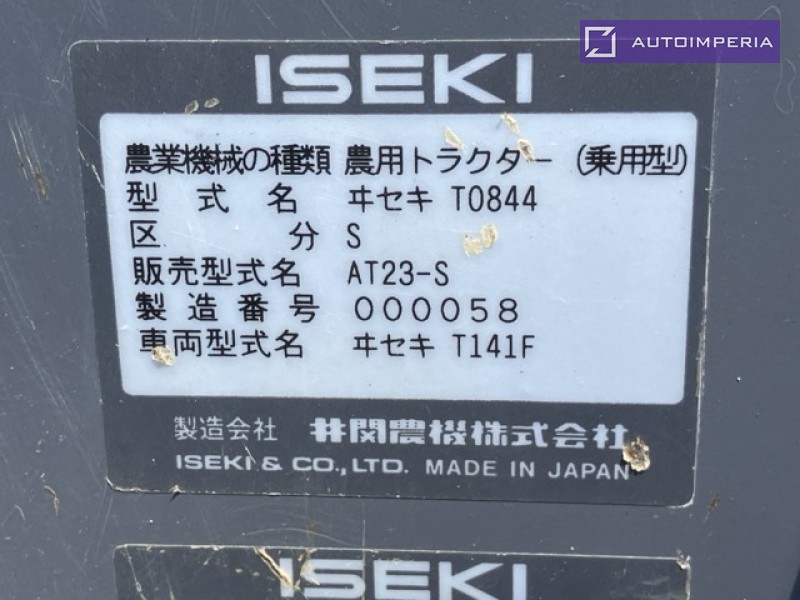 AUTOIMPERIA
ISEKI
農業機械の種類 農用トラクター (乗用型)
型式名 ヰセキ T0844
区分 S
販売型式名 AT23-S
製造番号 000058
車両型式名 ヰセキ T141F
製造会社 井関農機株式会社
ISEKI & CO., LTD. MADE IN JAPAN
ISEKI